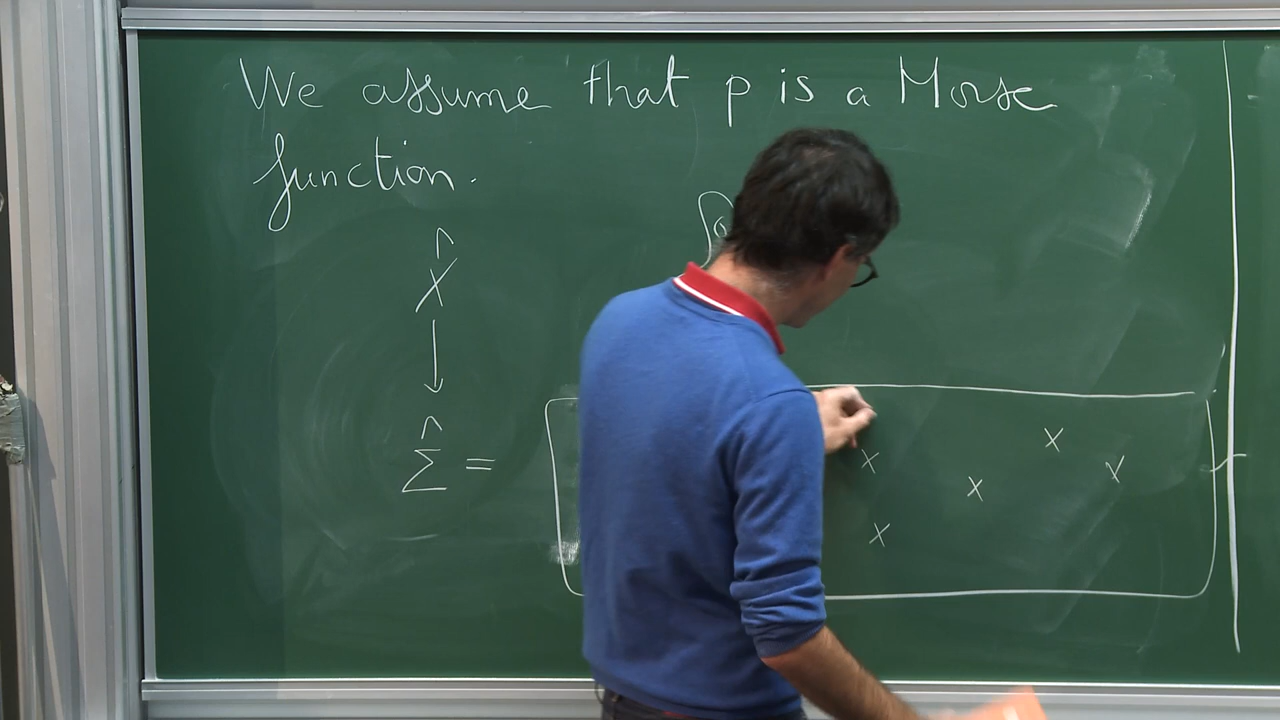 We assume that p is a Morse
function.
X̂
↓
Σ̂ =
x x x x x